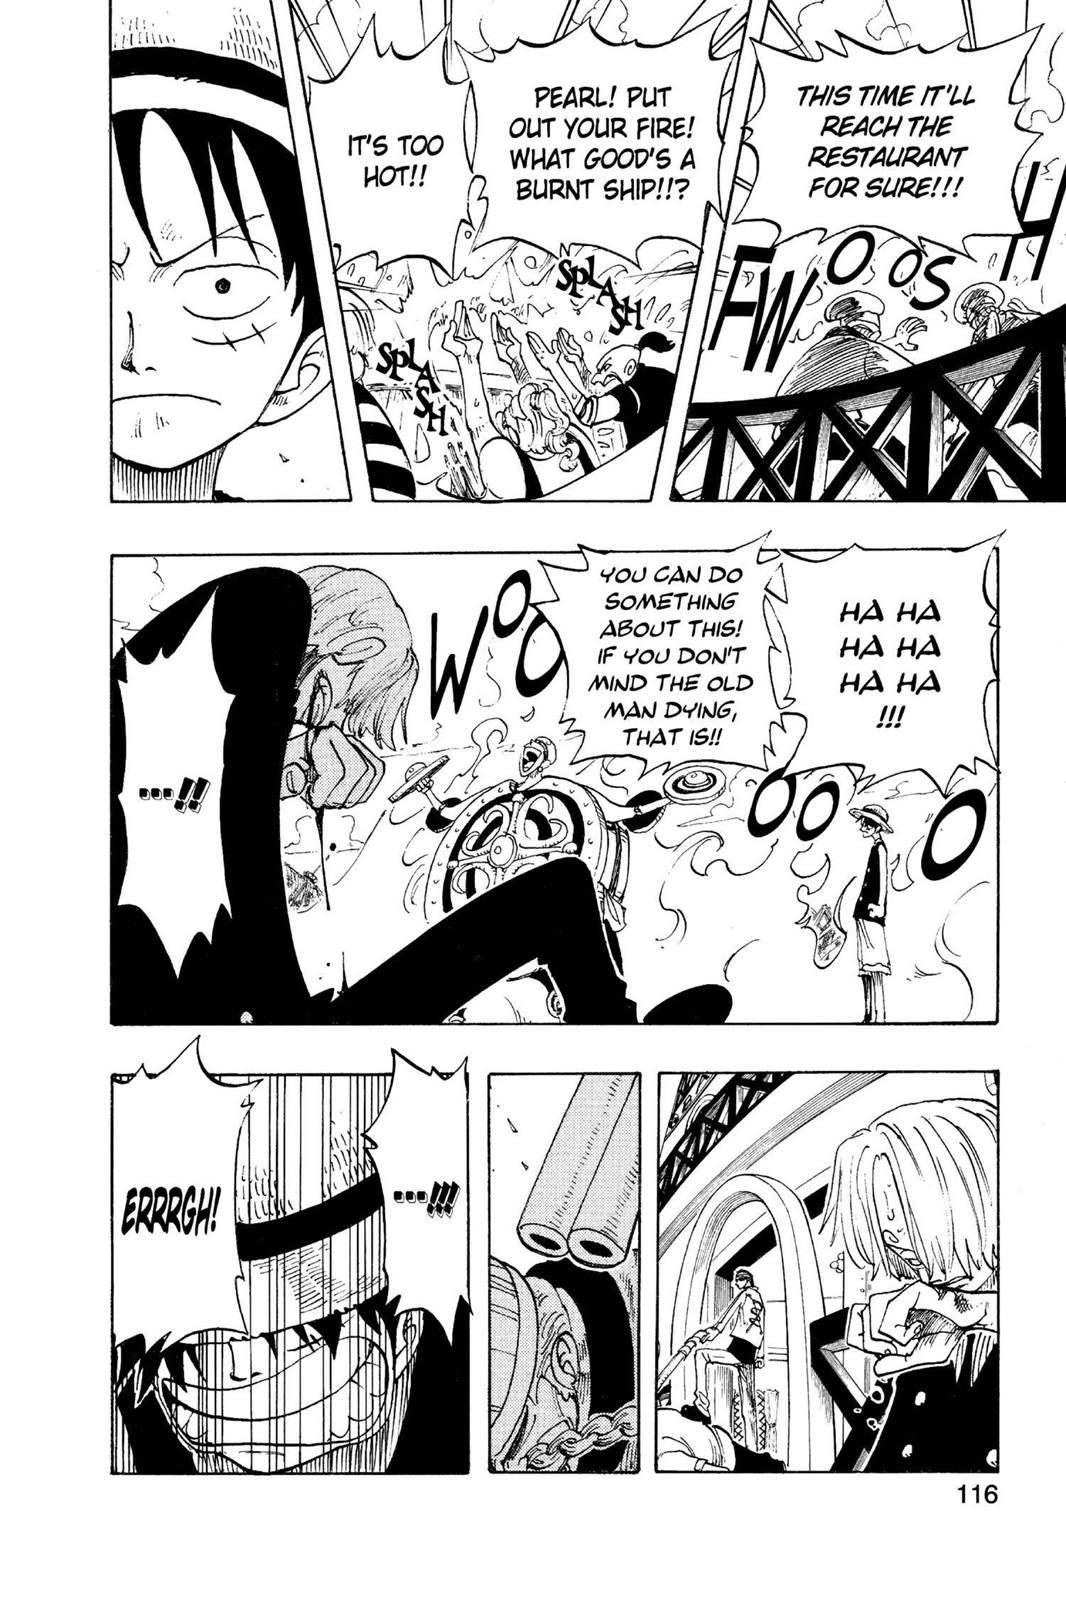 THIS TIME IT'LL
REACH THE
RESTAURANT
FOR SURE!!!
H
FWOOOSH
PEARL! PUT
OUT YOUR FIRE!
WHAT GOOD'S A
BURNT SHIP!!?
SPLASH
IT'S TOO
HOT!!
SPLASH
HA HA
HA HA
HA HA
!!!
YOU CAN DO
SOMETHING
ABOUT THIS!
IF YOU DON'T
MIND THE OLD
MAN DYING,
THAT IS!!
WOOOOOO
...!!
...!!!
ERRRGH!
116